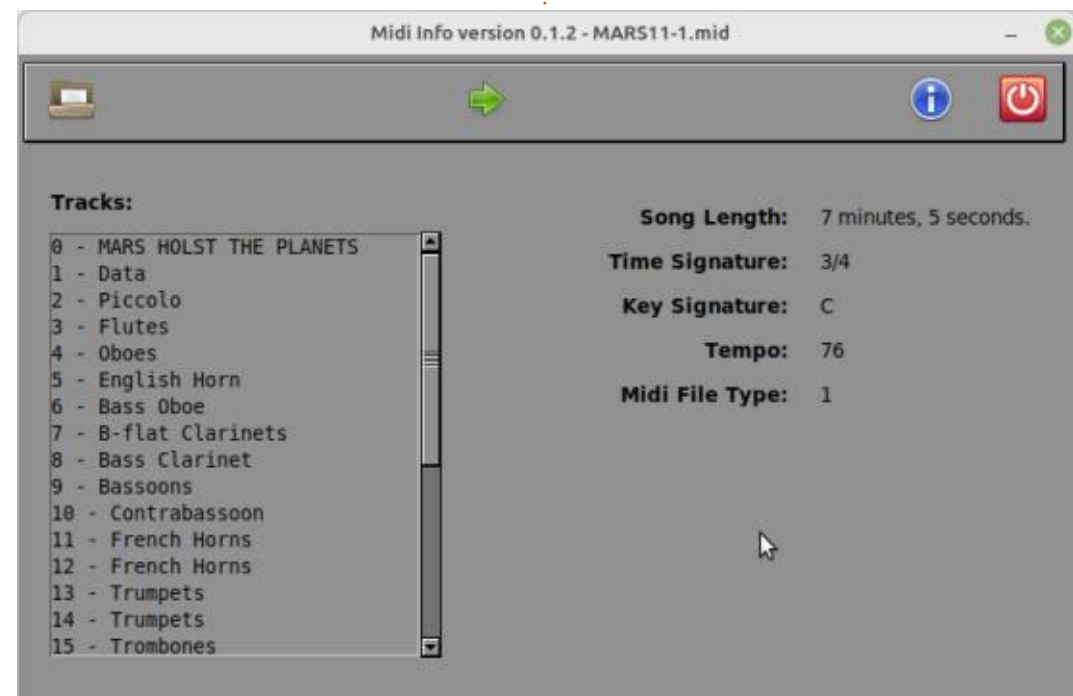 Midi Info version 0.1.2 - MARS11-1.mid
Tracks:
0 - MARS HOLST THE PLANETS
1 - Data
2 - Piccolo
3 - Flutes
4 - Oboes
5 - English Horn
6 - Bass Oboe
7 - B-flat Clarinets
8 - Bass Clarinet
9 - Bassoons
10 - Contrabassoon
11 - French Horns
12 - French Horns
13 - Trumpets
14 - Trumpets
15 - Trombones
Song Length: 7 minutes, 5 seconds.
Time Signature: 3/4
Key Signature: C
Tempo: 76
Midi File Type: 1